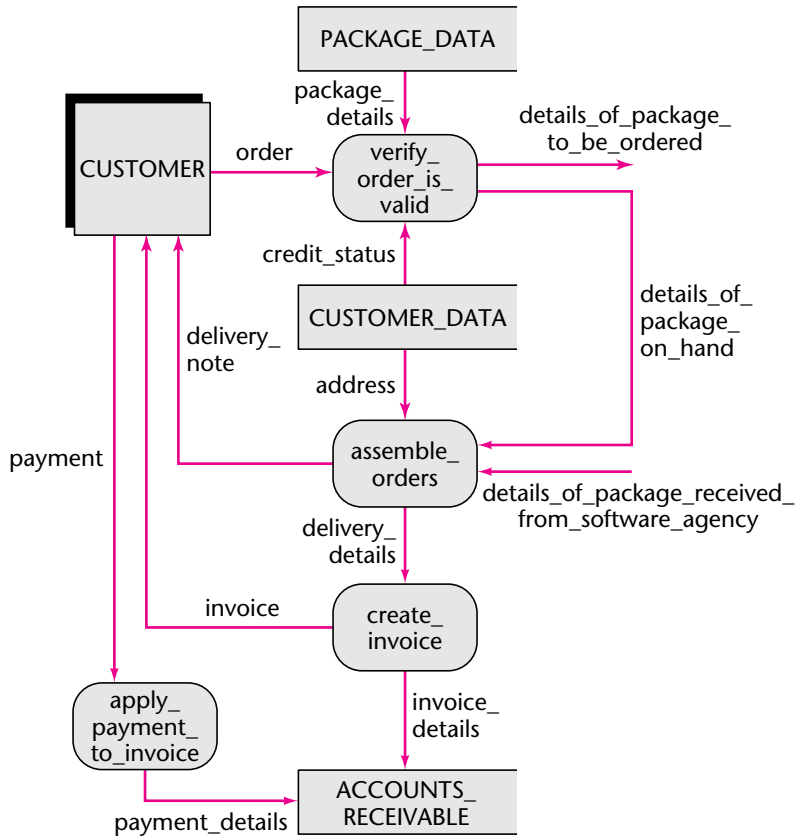 PACKAGE_DATA
package_
details
details_of_package_
to_be_ordered
CUSTOMER
order
verify_
order_is_
valid
credit_status
CUSTOMER_DATA
details_of_
package_
on_hand
delivery_
note
address
payment
assemble_
orders
details_of_package_received_
from_software_agency
delivery_
details
invoice
create_
invoice
apply_
payment_
to_invoice
invoice_
details
ACCOUNTS_
RECEIVABLE
payment_details